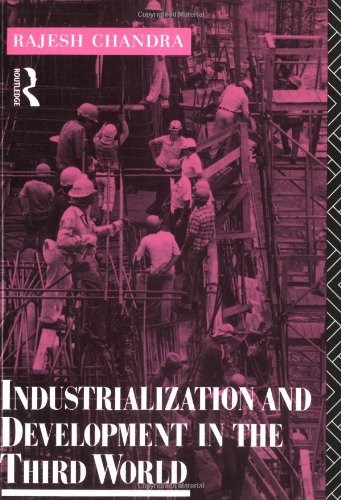 RAJESH CHANDRA
ROUTLEDGE
INDUSTRIALIZATION AND
DEVELOPMENT IN THE
THIRD WORLD